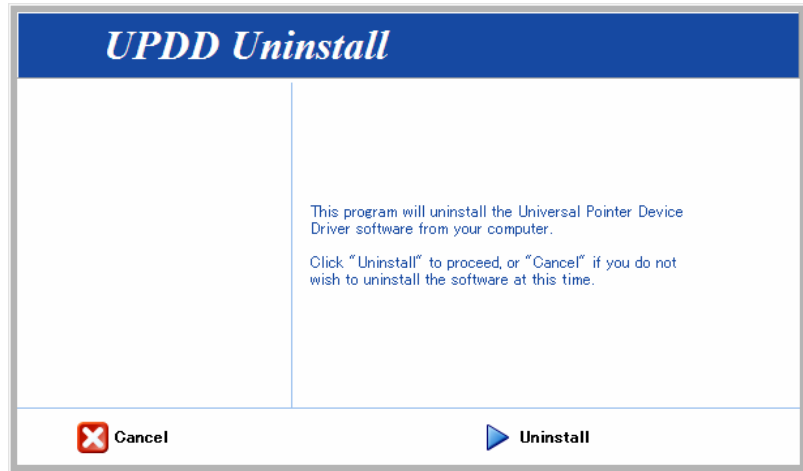 UPDD Uninstall
This program will uninstall the Universal Pointer Device
Driver software from your computer.
Click "Uninstall" to proceed, or "Cancel" if you do not
wish to uninstall the software at this time.
Cancel
Uninstall